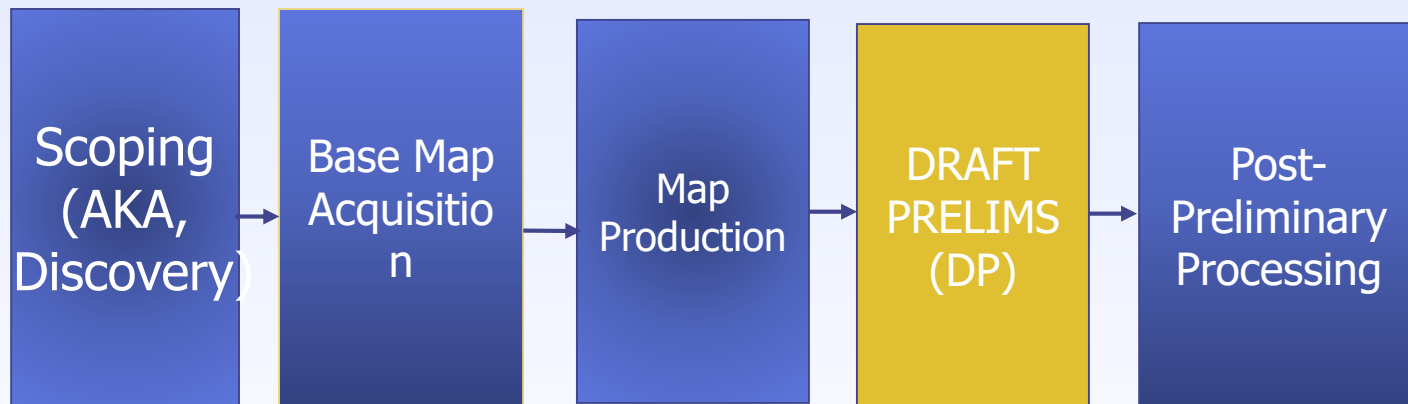 Scoping
(AKA,
Discovery)
Base Map
Acquisitio
n
Map
Production
DRAFT
PRELIMS
(DP)
Post-
Preliminary
Processing